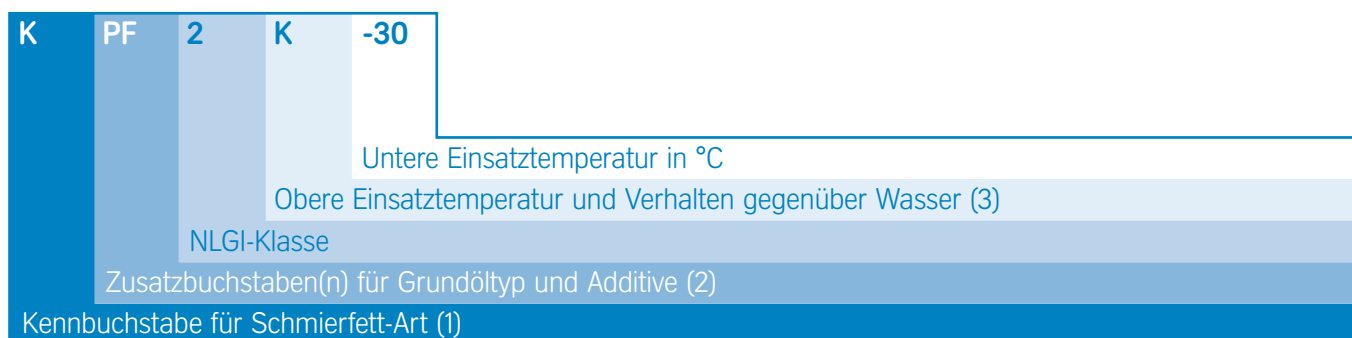 K PF 2 K -30
Untere Einsatztemperatur in °C
Obere Einsatztemperatur und Verhalten gegenüber Wasser (3)
NLGI-Klasse
Zusatzbuchstaben(n) für Grundöltyp und Additive (2)
Kennbuchstabe für Schmierfett-Art (1)